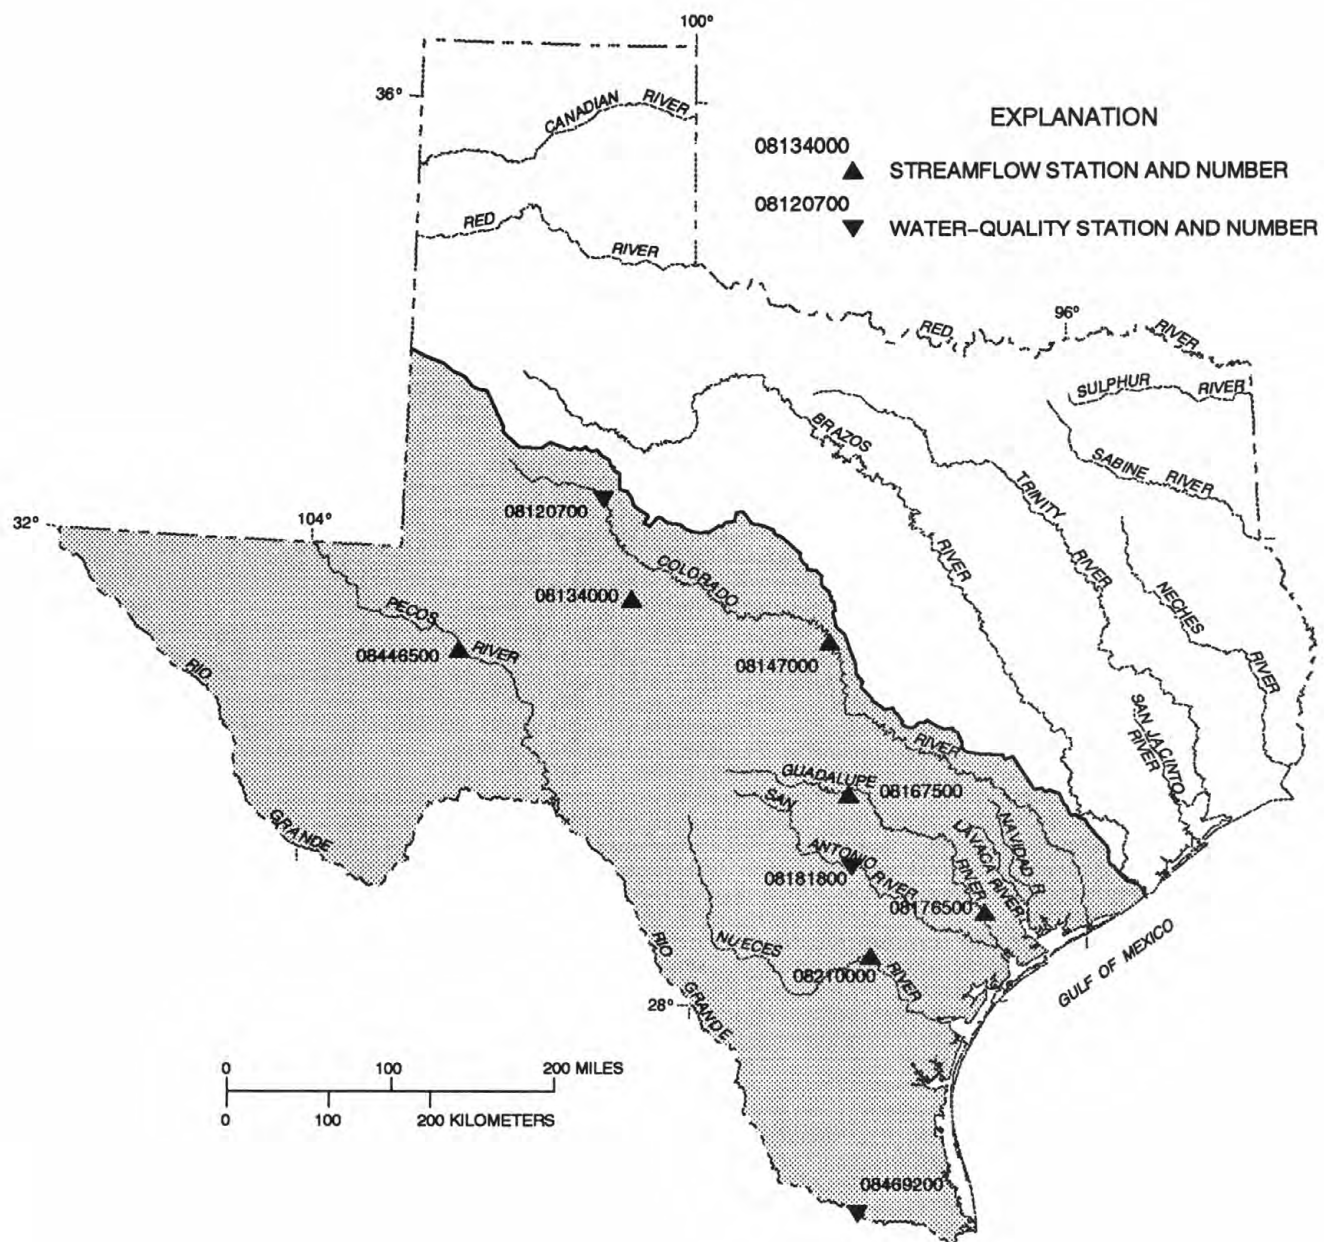 100°
36°
CANADIAN RIVER
EXPLANATION
08134000
STREAMFLOW STATION AND NUMBER
08120700
WATER-QUALITY STATION AND NUMBER
RED RIVER
96°
RED RIVER
SULPHUR RIVER
BRAZOS RIVER
SABINE RIVER
TRINITY RIVER
32°
104°
08120700
COLORADO RIVER
NECHES RIVER
08134000
PECOS RIVER
08446500
08147000
RIO GRANDE
SAN JACINTO
RIVER
GUADALUPE RIVER
08167500
SAN ANTONIO RIVER
NAVIDAD R
LAVACA RIVER
08181800
08176500
NUECES RIVER
08210000
RIO GRANDE
GULF OF MEXICO
28°
0 100 200 MILES
0 100 200 KILOMETERS
08469200